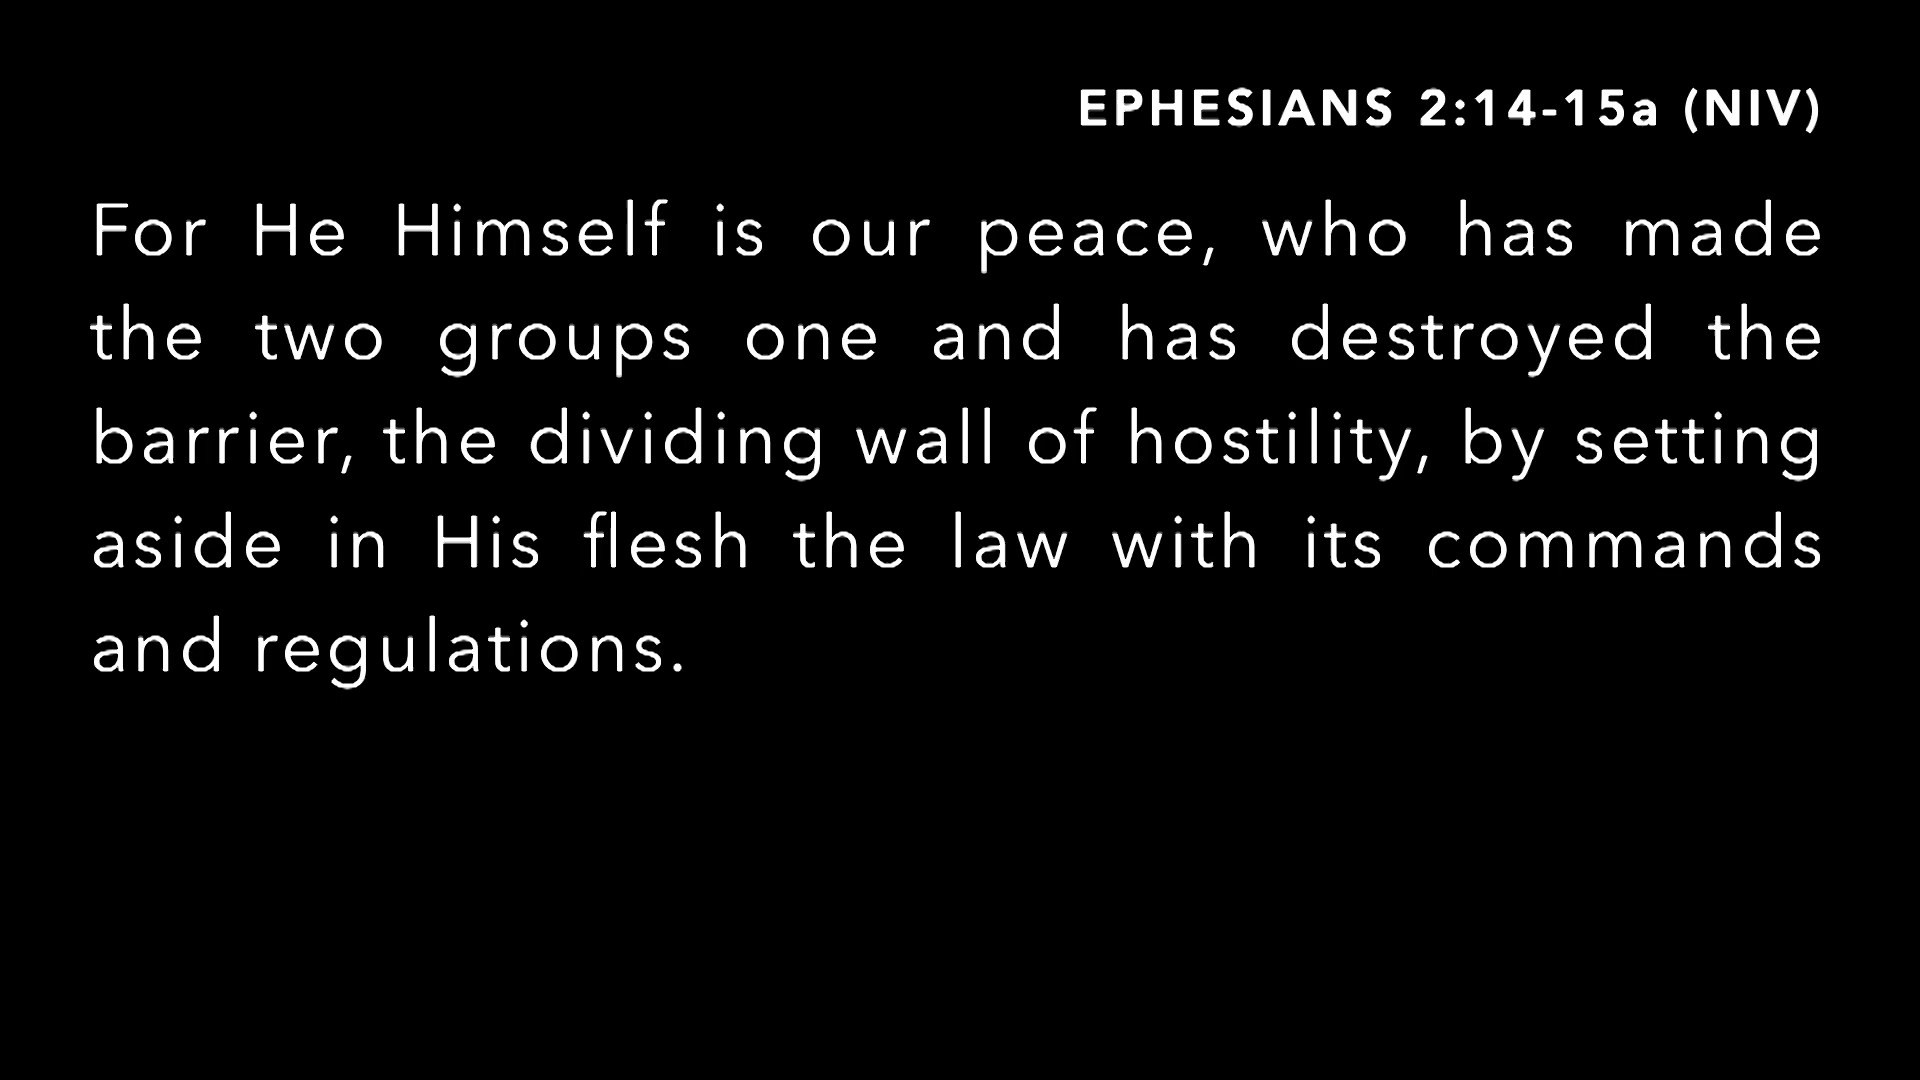 EPHESIANS 2:14-15a (NIV)
For He Himself is our peace, who has made
the two groups one and has destroyed the
barrier, the dividing wall of hostility, by setting
aside in His flesh the law with its commands
and regulations.